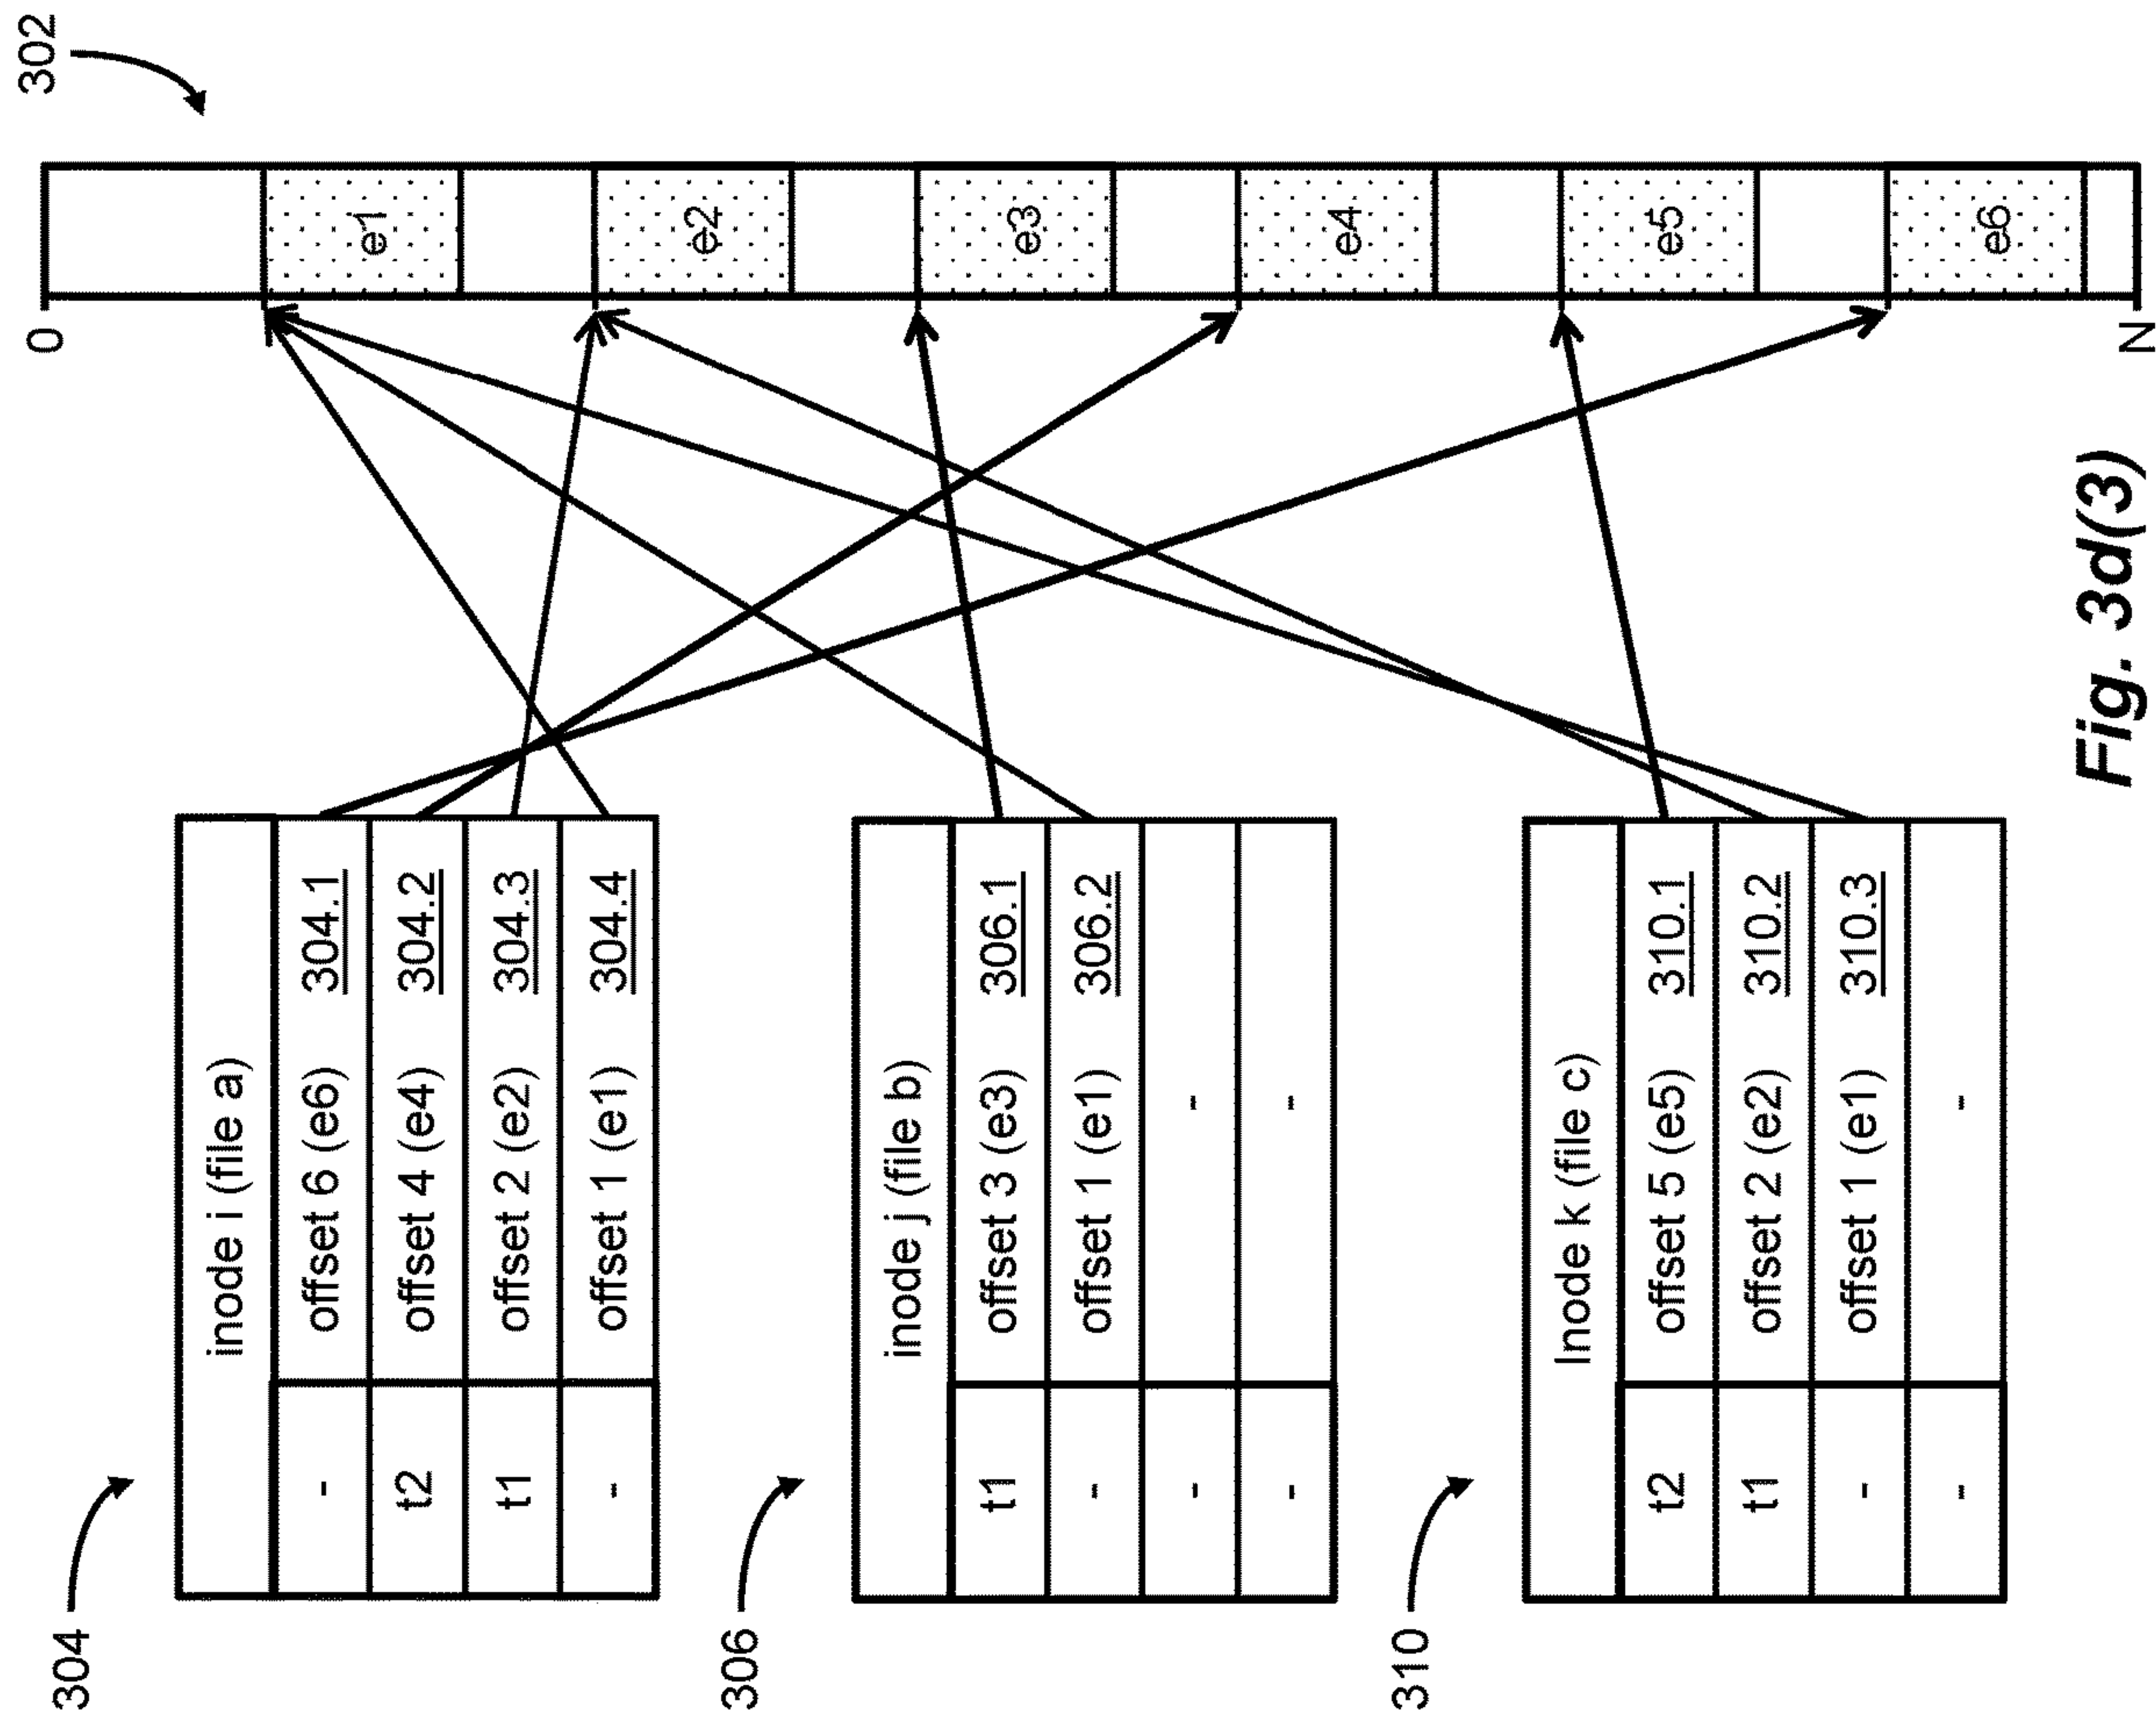 302
0
e1
e2
e3
e4
e5
e6
N
304
inode i (file a)
- offset 6 (e6) 304.1
t2 offset 4 (e4) 304.2
t1 offset 2 (e2) 304.3
- offset 1 (e1) 304.4
306
inode j (file b)
t1 offset 3 (e3) 306.1
- offset 1 (e1) 306.2
- -
- -
310
Inode k (file c)
t2 offset 5 (e5) 310.1
t1 offset 2 (e2) 310.2
- offset 1 (e1) 310.3
- -
Fig. 3d(3)